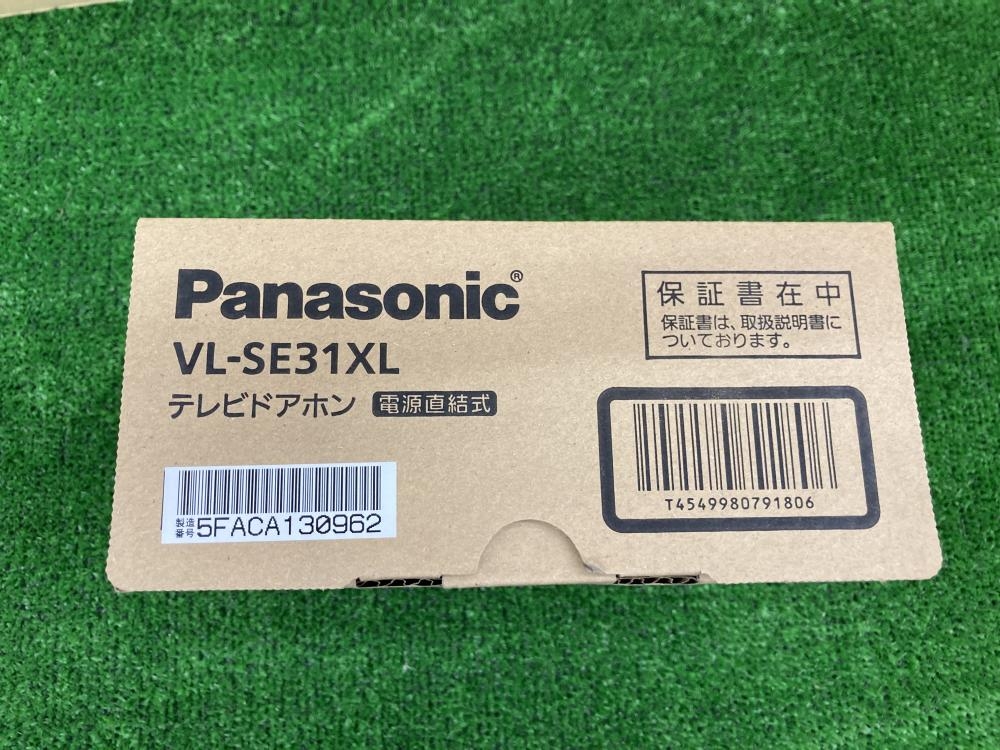 Panasonic®
VL-SE31XL
テレビドアホン 電源直結式
製造番号 5FACA130962
保証書在中
保証書は、取扱説明書に
ついております。
T4549980791806